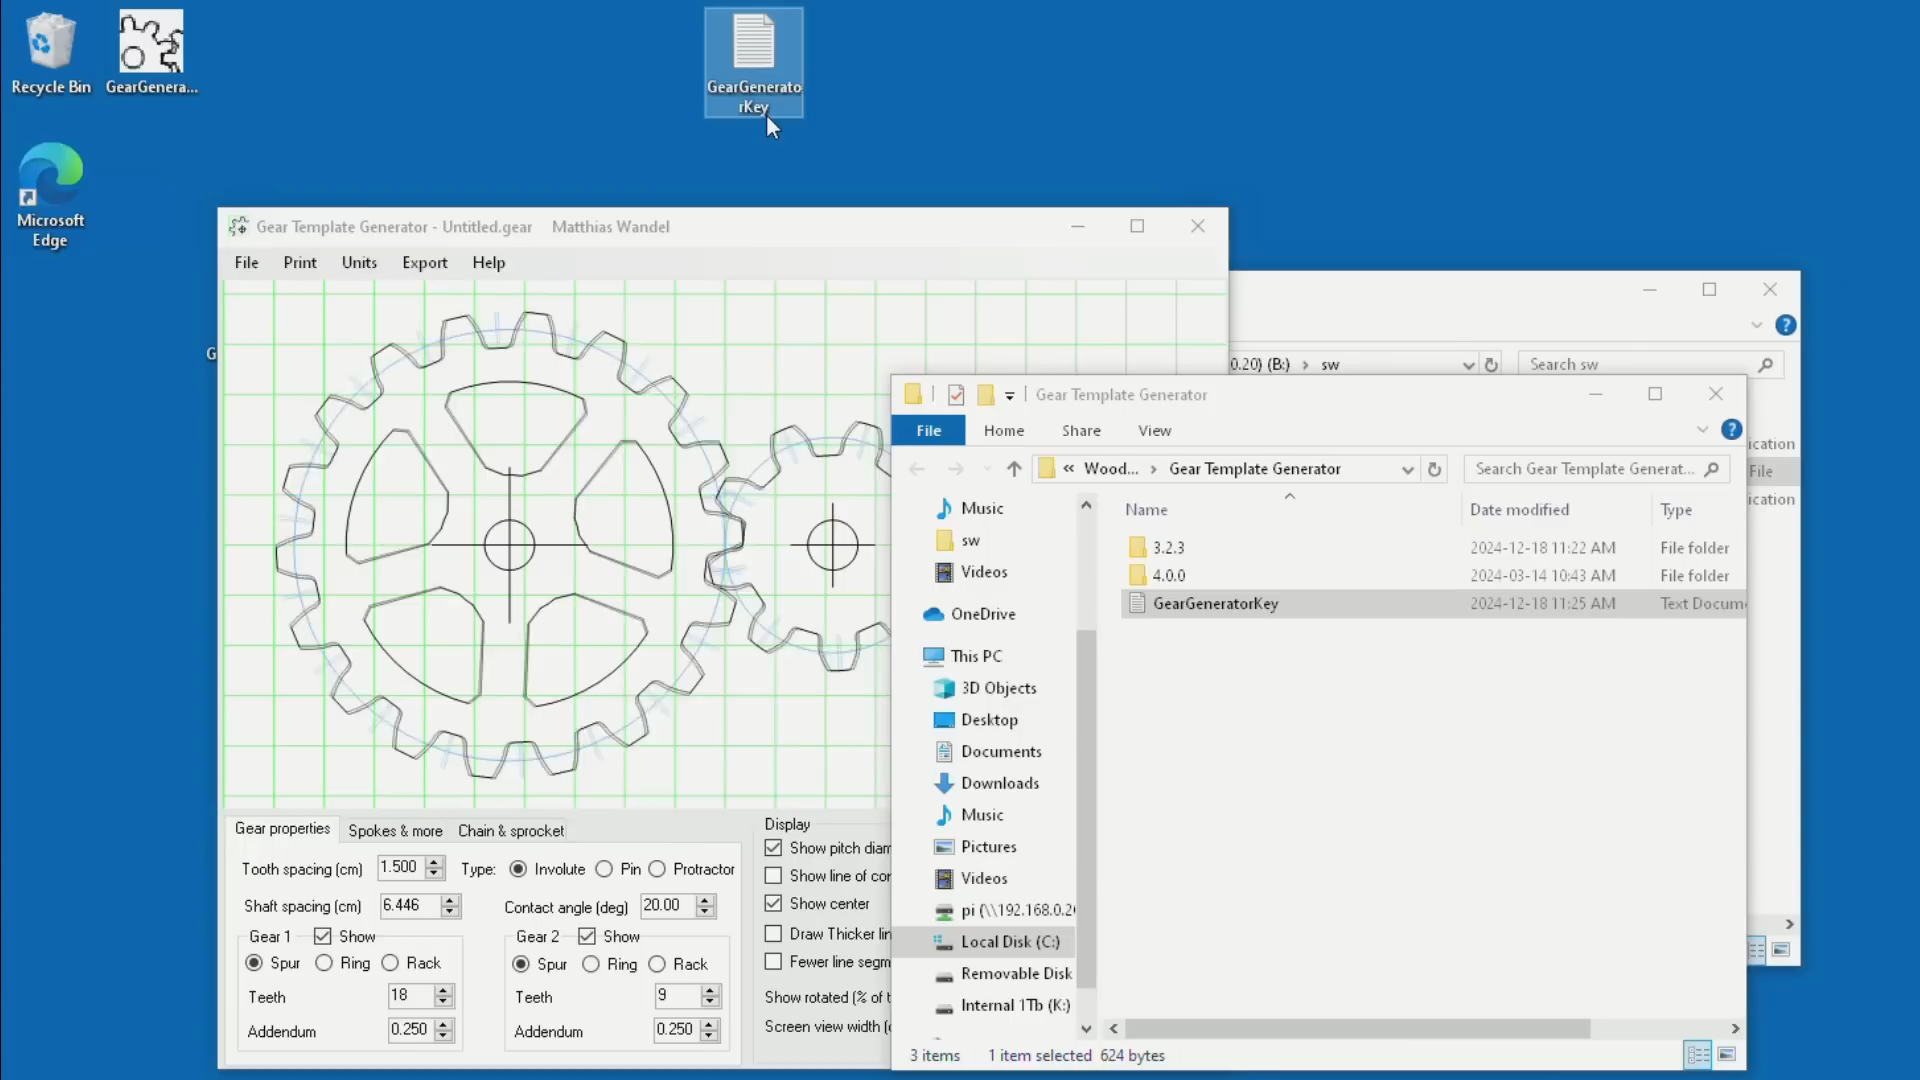 Recycle Bin
GearGenera...
GearGenerato
rKey
Microsoft
Edge
G
Gear Template Generator - Untitled.gear    Matthias Wandel
File    Print    Units    Export    Help
0.20) (B:) > sw
Search sw
Gear Template Generator
File    Home    Share    View
« Wood... > Gear Template Generator
Search Gear Template Generat...
ication
File
ication
Name    Date modified    Type
3.2.3    2024-12-18 11:22 AM    File folder
4.0.0    2024-03-14 10:43 AM    File folder
GearGeneratorKey    2024-12-18 11:25 AM    Text Docum
Music
sw
Videos
OneDrive
This PC
3D Objects
Desktop
Documents
Downloads
Music
Pictures
Videos
pi (\\192.168.0.20
Local Disk (C:)
Removable Disk
Internal 1Tb (K:)
3 items    1 item selected  624 bytes
Gear properties    Spokes & more    Chain & sprocket
Tooth spacing (cm)    1.500    Type:    Involute    Pin    Protractor
Shaft spacing (cm)    6.446    Contact angle (deg)    20.00
Gear 1    Show
Spur    Ring    Rack
Teeth    18
Addendum    0.250
Gear 2    Show
Spur    Ring    Rack
Teeth    9
Addendum    0.250
Display
Show pitch diam
Show line of con
Show center
Draw Thicker lin
Fewer line segm
Show rotated (% of t
Screen view width (c